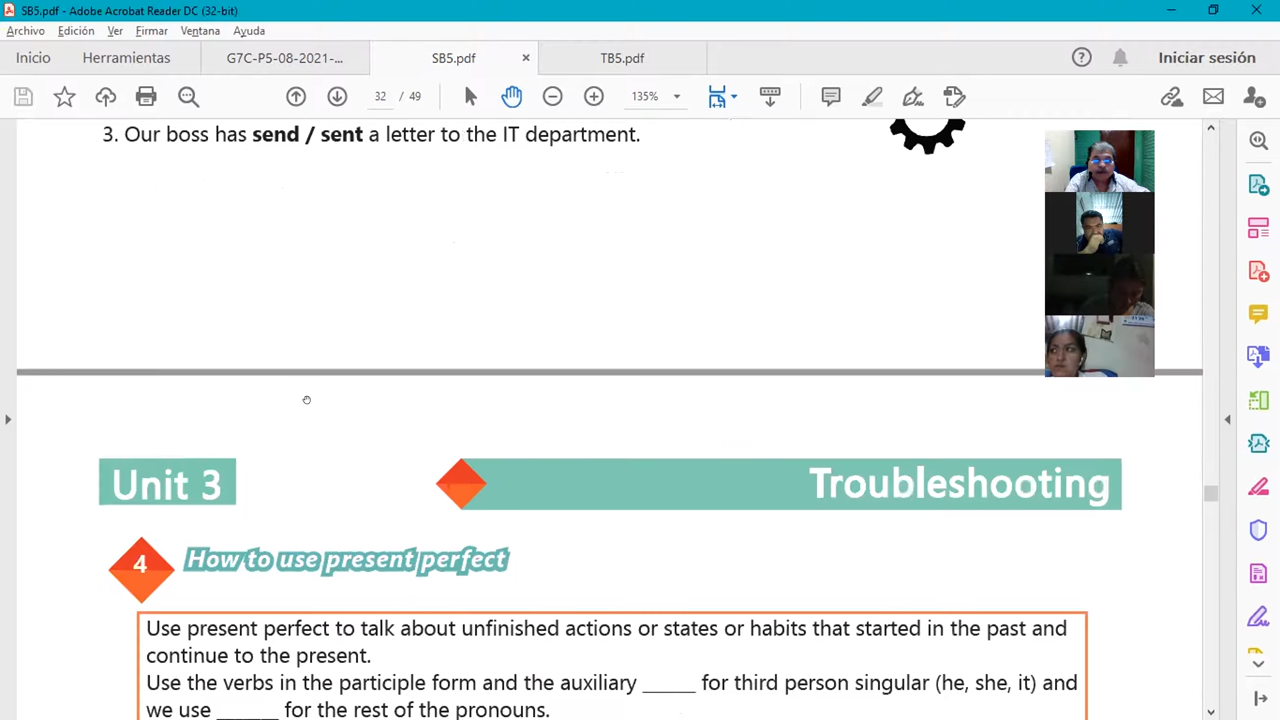 SB5.pdf - Adobe Acrobat Reader DC (32-bit)
Archivo Edición Ver Firmar Ventana Ayuda
Inicio Herramientas G7C-P5-08-2021-... SB5.pdf TB5.pdf Iniciar sesión
32 / 49 135%
3. Our boss has send / sent a letter to the IT department.
Unit 3 Troubleshooting
4 How to use present perfect
Use present perfect to talk about unfinished actions or states or habits that started in the past and
continue to the present.
Use the verbs in the participle form and the auxiliary _____ for third person singular (he, she, it) and
we use ______ for the rest of the pronouns.